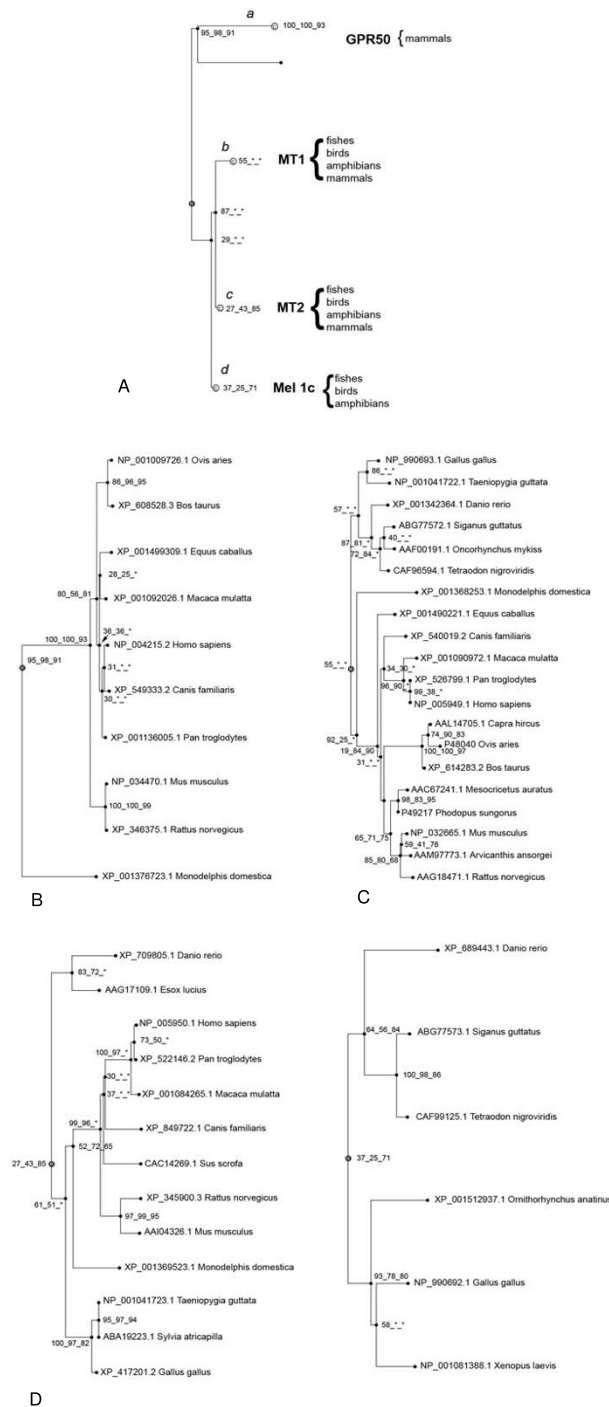 a
100_100_93
95_98_91
GPR50
mammals
b
55_*_*
MT1
fishes
birds
amphibians
mammals
87_*_*
29_*_*
c
27_43_85
MT2
fishes
birds
amphibians
mammals
d
37_25_71
Mel 1c
fishes
birds
amphibians
A
NP_001009726.1 Ovis aries
86_96_95
XP_608528.3 Bos taurus
XP_001499309.1 Equus caballus
28_25_*
80_56_81
XP_001092026.1 Macaca mulatta
36_36_*
100_100_93
NP_004215.2 Homo sapiens
95_98_91
31_*_*
XP_549333.2 Canis familiaris
30_*_*
XP_001136005.1 Pan troglodytes
NP_034470.1 Mus musculus
100_100_99
XP_346375.1 Rattus norvegicus
XP_001376723.1 Monodelphis domestica
B
NP_990693.1 Gallus gallus
86_*_*
NP_001041722.1 Taeniopygia guttata
57_*_*
XP_001342364.1 Danio rerio
ABG77572.1 Siganus guttatus
87_81_*
40_*_*
72_84_*
AAF00191.1 Oncorhynchus mykiss
CAF96594.1 Tetraodon nigroviridis
XP_001368253.1 Monodelphis domestica
XP_001490221.1 Equus caballus
XP_540019.2 Canis familiaris
XP_001090972.1 Macaca mulatta
55_*_*
34_30_*
96_90_*
XP_526799.1 Pan troglodytes
99_38_*
NP_005949.1 Homo sapiens
AAL14705.1 Capra hircus
74_90_83
92_25_*
19_84_90
P48040 Ovis aries
100_100_97
31_*_*
XP_614283.2 Bos taurus
AAC67241.1 Mesocricetus auratus
98_83_95
P49217 Phodopus sungorus
65_71_75
NP_032665.1 Mus musculus
59_41_76
85_80_68
AAM97773.1 Arvicanthis ansorgei
AAG18471.1 Rattus norvegicus
C
XP_709805.1 Danio rerio
63_72_*
AAG17109.1 Esox lucius
NP_005950.1 Homo sapiens
73_50_*
100_97_*
XP_522146.2 Pan troglodytes
30_*_*
37_*_*
XP_001084265.1 Macaca mulatta
99_96_*
XP_849722.1 Canis familiaris
52_72_65
27_43_85
CAC14269.1 Sus scrofa
61_51_*
XP_345900.3 Rattus norvegicus
97_99_95
AAI04326.1 Mus musculus
XP_001369523.1 Monodelphis domestica
NP_001041723.1 Taeniopygia guttata
95_97_94
ABA19223.1 Sylvia atricapilla
100_97_82
XP_417201.2 Gallus gallus
D
XP_689443.1 Danio rerio
64_56_84
ABG77573.1 Siganus guttatus
100_98_86
CAF99125.1 Tetraodon nigroviridis
37_25_71
XP_001512937.1 Ornithorhynchus anatinus
93_78_80
NP_990692.1 Gallus gallus
58_*_*
NP_001081388.1 Xenopus laevis